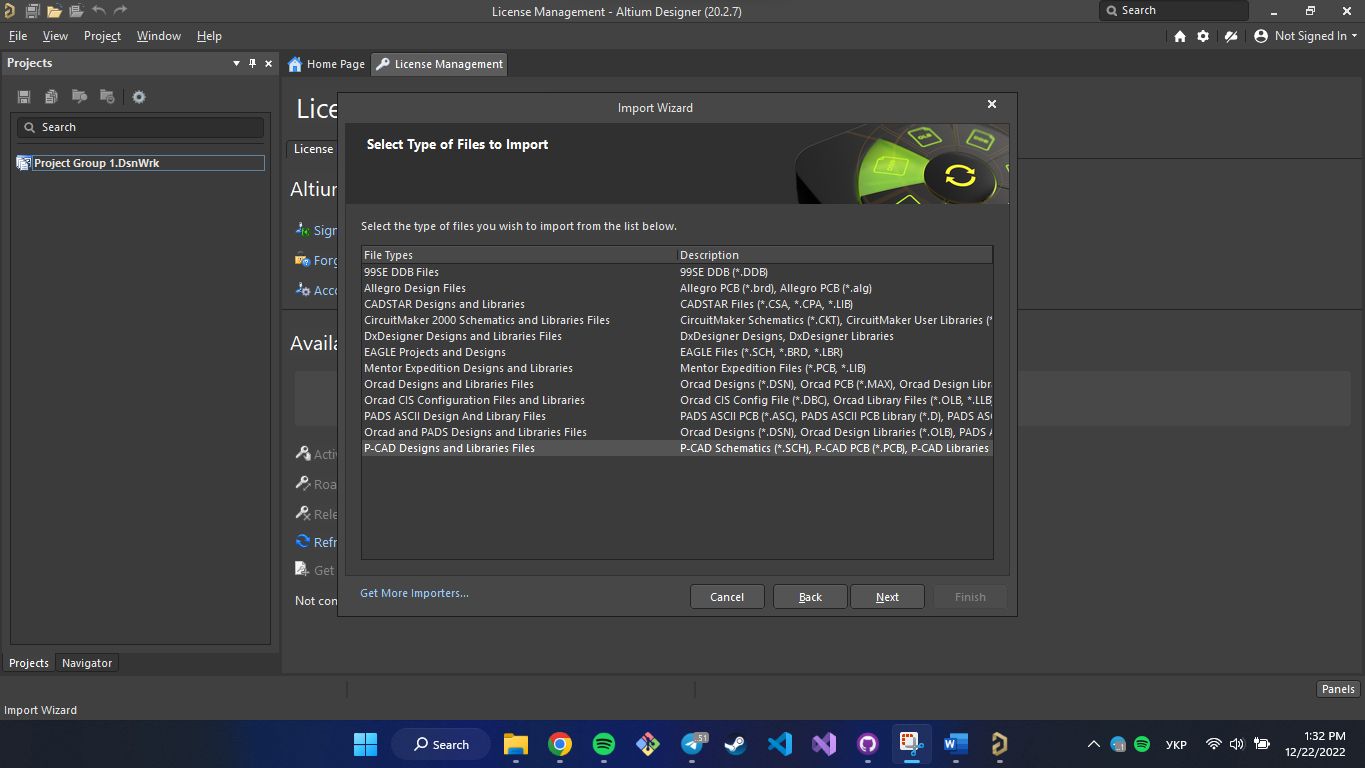 License Management - Altium Designer (20.2.7)
Search
File View Project Window Help
Not Signed In
Projects
Home Page
License Management
Search
Project Group 1.DsnWrk
Lice
License
Altiur
Sign
Forg
Acco
Availa
Activ
Roa
Rele
Refr
Get
Not con
Import Wizard
Select Type of Files to Import
Select the type of files you wish to import from the list below.
File Types Description
99SE DDB Files 99SE DDB (*.DDB)
Allegro Design Files Allegro PCB (*.brd), Allegro PCB (*.alg)
CADSTAR Designs and Libraries CADSTAR Files (*.CSA, *.CPA, *.LIB)
CircuitMaker 2000 Schematics and Libraries Files CircuitMaker Schematics (*.CKT), CircuitMaker User Libraries (*
DxDesigner Designs and Libraries Files DxDesigner Designs, DxDesigner Libraries
EAGLE Projects and Designs EAGLE Files (*.SCH, *.BRD, *.LBR)
Mentor Expedition Designs and Libraries Mentor Expedition Files (*.PCB, *.LIB)
Orcad Designs and Libraries Files Orcad Designs (*.DSN), Orcad PCB (*.MAX), Orcad Design Libr
Orcad CIS Configuration Files and Libraries Orcad CIS Config File (*.DBC), Orcad Library Files (*.OLB, *.LLB
PADS ASCII Design And Library Files PADS ASCII PCB (*.ASC), PADS ASCII PCB Library (*.D), PADS ASC
Orcad and PADS Designs and Libraries Files Orcad Designs (*.DSN), Orcad Design Libraries (*.OLB), PADS A
P-CAD Designs and Libraries Files P-CAD Schematics (*.SCH), P-CAD PCB (*.PCB), P-CAD Libraries
Get More Importers...
Cancel Back Next Finish
Projects Navigator
Panels
Import Wizard
Search
51
УКР
1:32 PM
12/22/2022